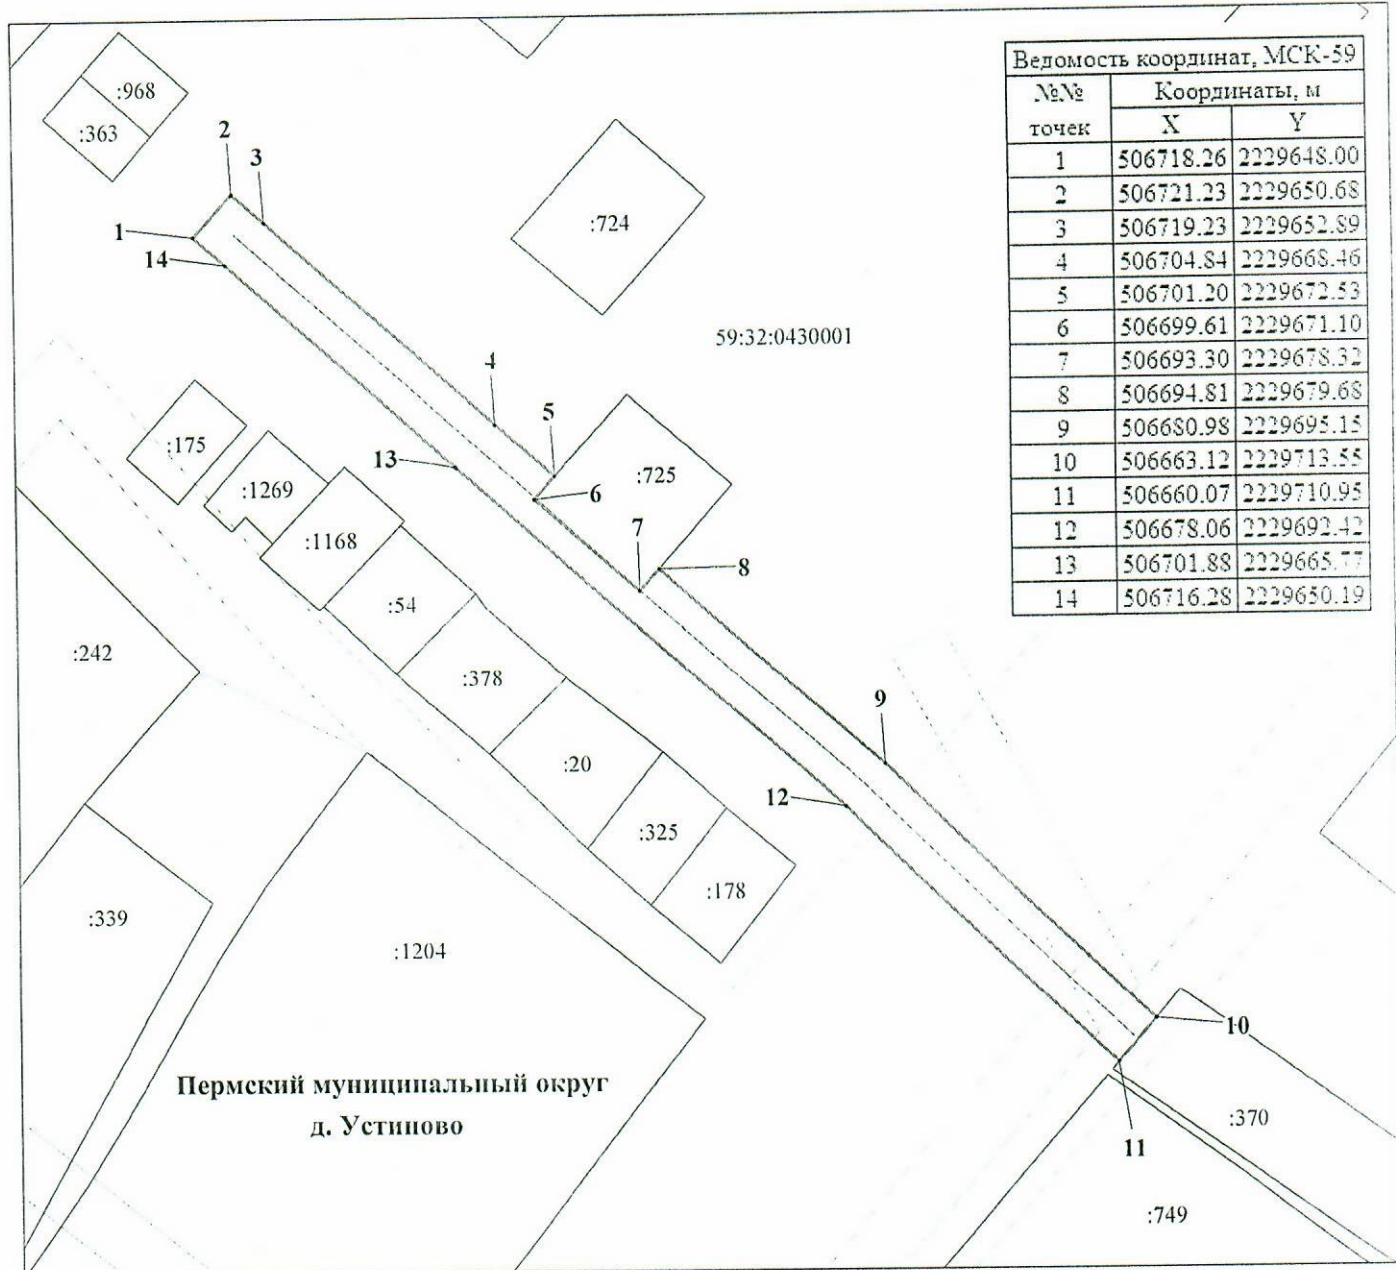 Ведомость координат, МСК-59
№№ точек Координаты, м
X Y
1 506718.26 2229648.00
2 506721.23 2229650.68
3 506719.23 2229652.89
4 506704.84 2229668.46
5 506701.20 2229672.53
6 506699.61 2229671.10
7 506693.30 2229678.32
8 506694.81 2229679.68
9 506680.98 2229695.15
10 506663.12 2229713.55
11 506660.07 2229710.95
12 506678.06 2229692.42
13 506701.88 2229665.77
14 506716.28 2229650.19
:968
:363
2
3
1
14
:724
59:32:0430001
4
5
:175
13
:725
6
:1269
7
:1168
8
:54
:242
:378
9
:20
12
:325
:178
:339
:1204
10
Пермский муниципальный округ
д. Устиново
:370
11
:749